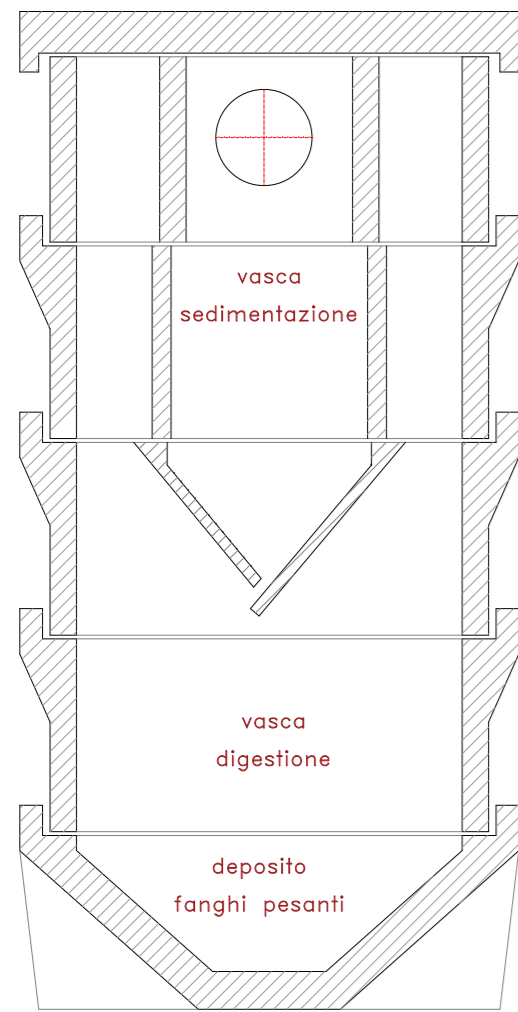 vasca
sedimentazione
vasca
digestione
deposito
fanghi pesanti